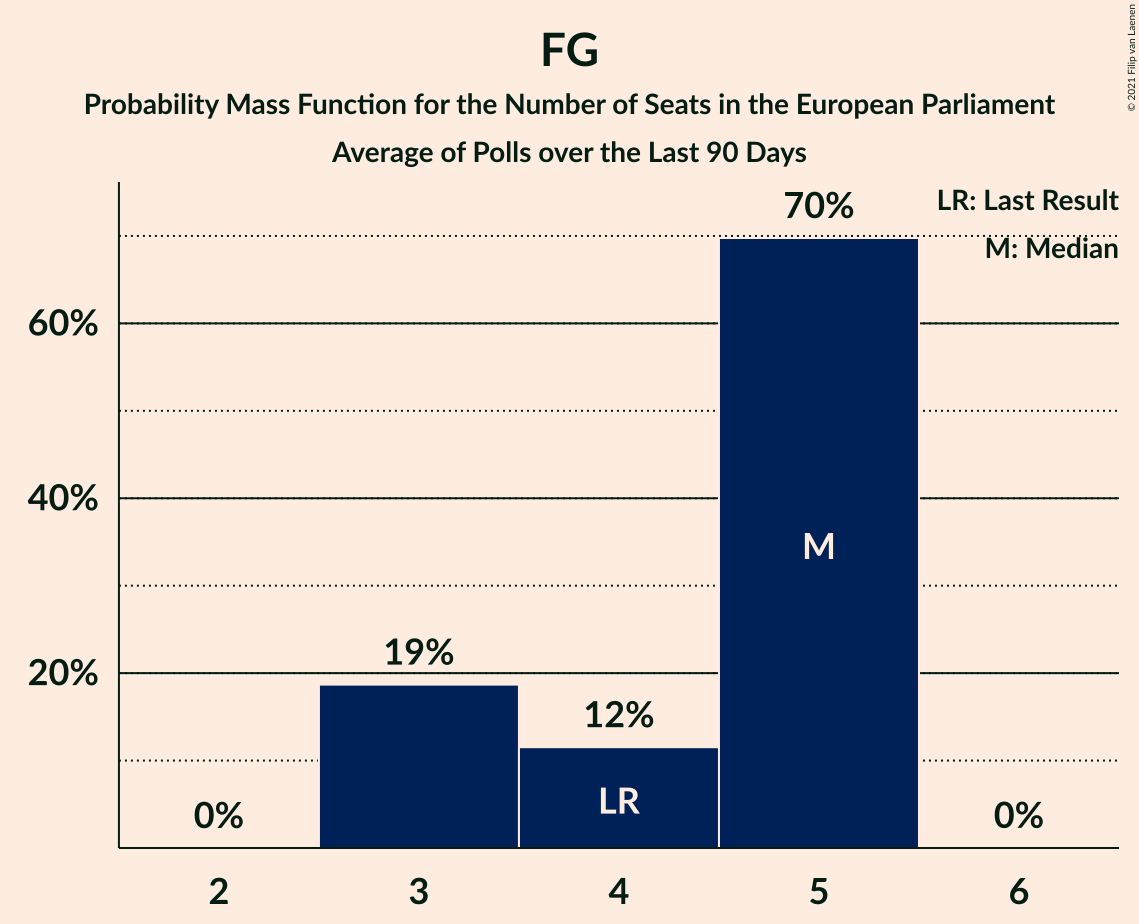 FG
Probability Mass Function for the Number of Seats in the European Parliament
Average of Polls over the Last 90 Days
© 2021 Filip van Laenen
LR: Last Result
M: Median
70%
60%
40%
M
19%
20%
12%
LR
0%
0%
2 3 4 5 6